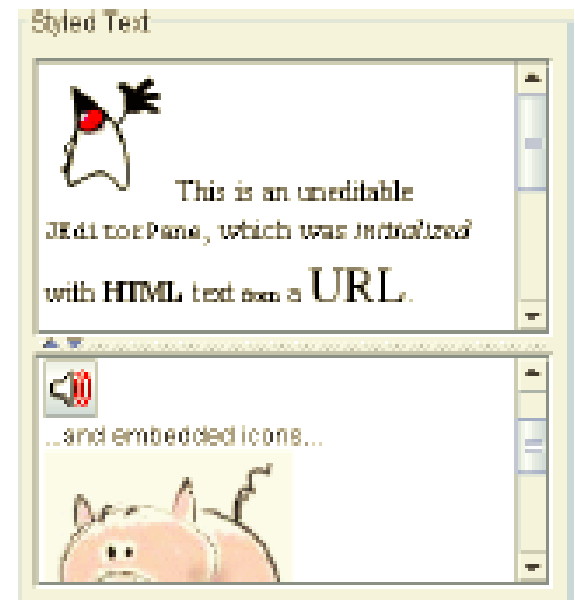 Styled Text
This is an uneditable
JEditorPane, which was initialized
with HTML text from a URL.
...and embedded icons...